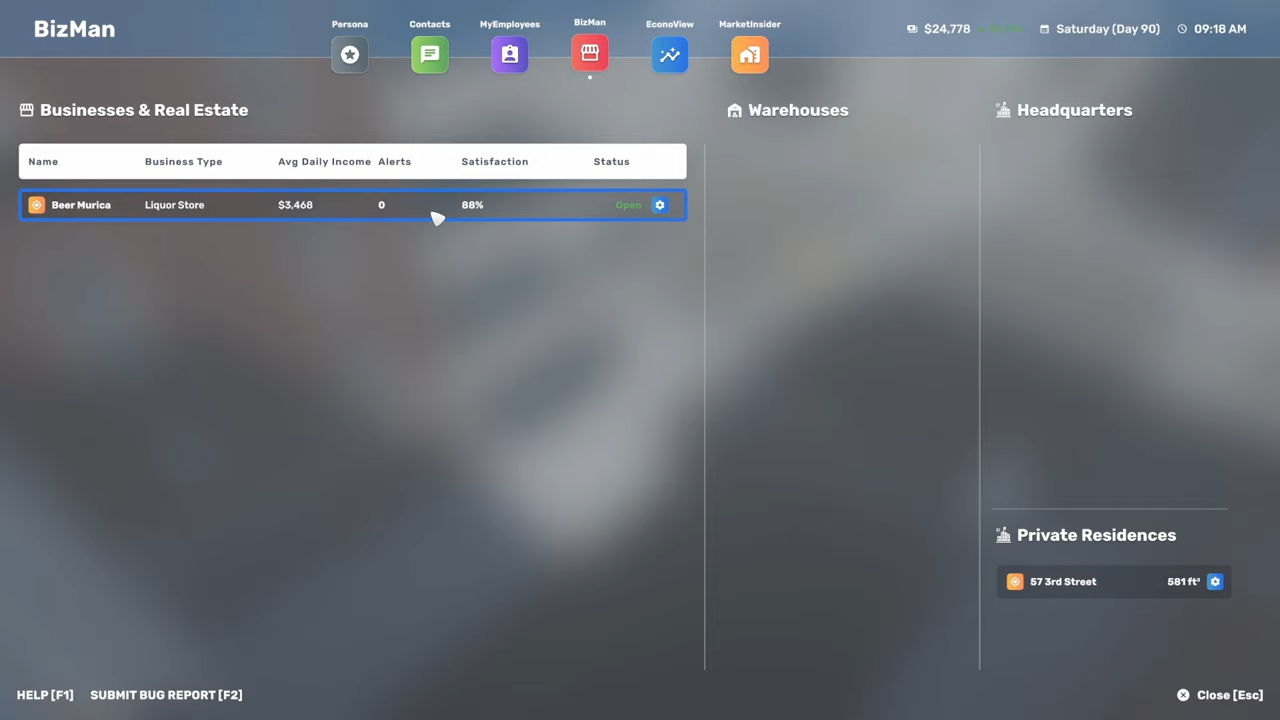 BizMan
Persona
Contacts
MyEmployees
BizMan
EconoView
MarketInsider
$24,778
Saturday (Day 90)
09:18 AM
Businesses & Real Estate
Warehouses
Headquarters
Name Business Type Avg Daily Income Alerts Satisfaction Status
Beer Murica Liquor Store $3,468 0 88% Open
Private Residences
57 3rd Street 581 ft²
HELP [F1] SUBMIT BUG REPORT [F2]
Close [Esc]